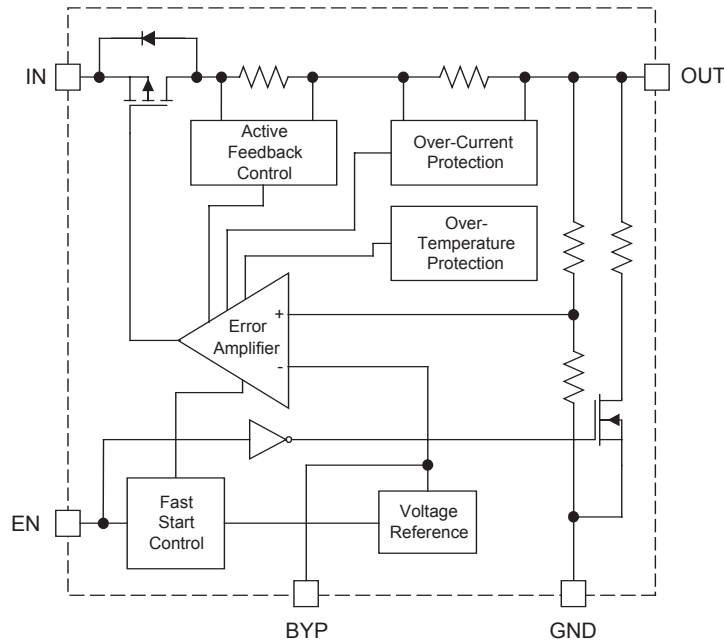 IN
OUT
Active
Feedback
Control
Over-Current
Protection
Over-
Temperature
Protection
+
Error
Amplifier
-
EN
Fast
Start
Control
Voltage
Reference
BYP
GND